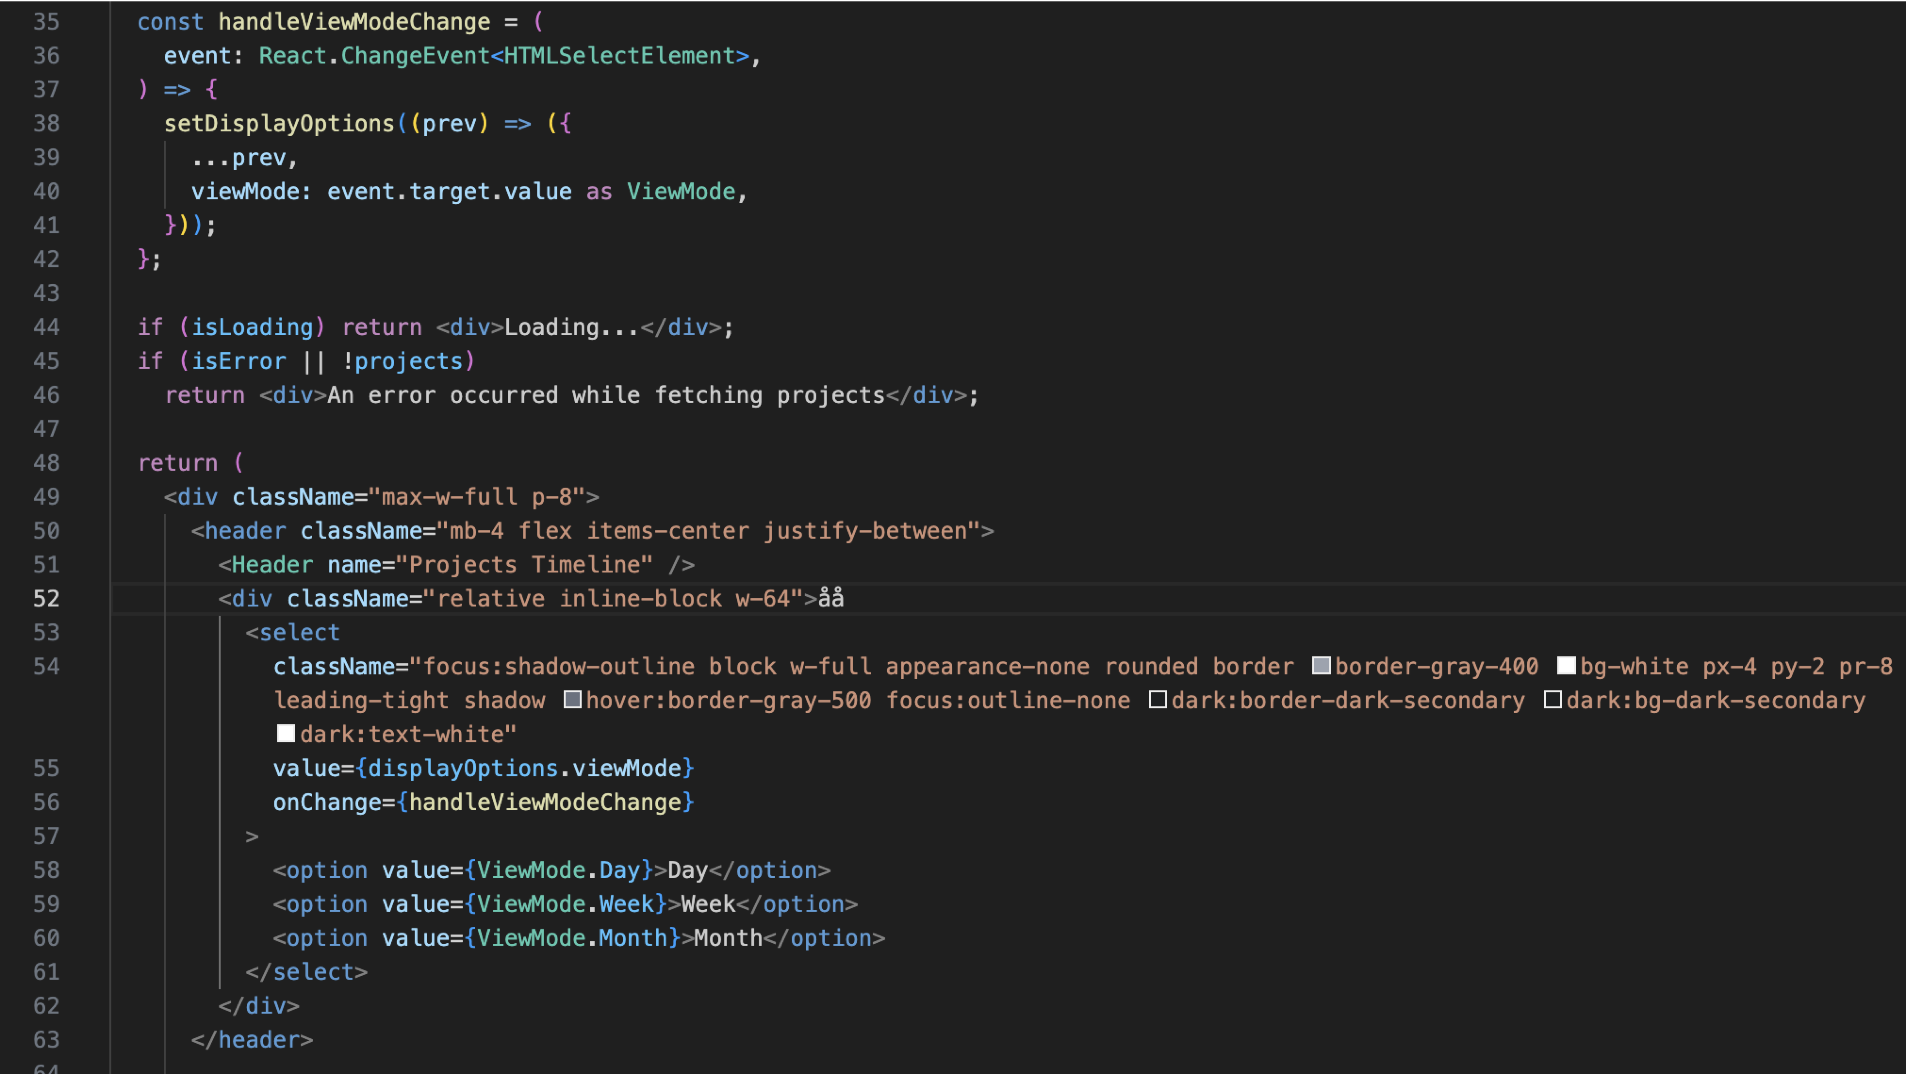 35 const handleViewModeChange = (
36 event: React.ChangeEvent<HTMLSelectElement>,
37 ) => {
38 setDisplayOptions((prev) => ({
39 ...prev,
40 viewMode: event.target.value as ViewMode,
41 }));
42 };
43
44 if (isLoading) return <div>Loading...</div>;
45 if (isError || !projects)
46 return <div>An error occurred while fetching projects</div>;
47
48 return (
49 <div className="max-w-full p-8">
50 <header className="mb-4 flex items-center justify-between">
51 <Header name="Projects Timeline" />
52 <div className="relative inline-block w-64">åå
53 <select
54 className="focus:shadow-outline block w-full appearance-none rounded border border-gray-400 bg-white px-4 py-2 pr-8
leading-tight shadow hover:border-gray-500 focus:outline-none dark:border-dark-secondary dark:bg-dark-secondary
dark:text-white"
55 value={displayOptions.viewMode}
56 onChange={handleViewModeChange}
57 >
58 <option value={ViewMode.Day}>Day</option>
59 <option value={ViewMode.Week}>Week</option>
60 <option value={ViewMode.Month}>Month</option>
61 </select>
62 </div>
63 </header>
64